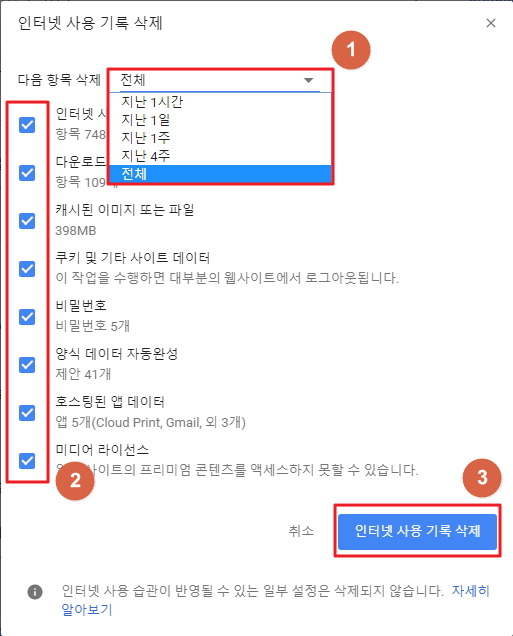 인터넷 사용 기록 삭제
1
다음 항목 삭제 전체
지난 1시간
지난 1일
지난 1주
지난 4주
전체
인터넷 사
항목 748
다운로드
항목 109개
캐시된 이미지 또는 파일
398MB
쿠키 및 기타 사이트 데이터
이 작업을 수행하면 대부분의 웹사이트에서 로그아웃됩니다.
비밀번호
비밀번호 5개
양식 데이터 자동완성
제안 41개
호스팅된 앱 데이터
앱 5개(Cloud Print, Gmail, 외 3개)
미디어 라이선스
사이트의 프리미엄 콘텐츠를 액세스하지 못할 수 있습니다.
2
3
취소 인터넷 사용 기록 삭제
인터넷 사용 습관이 반영될 수 있는 일부 설정은 삭제되지 않습니다. 자세히
알아보기